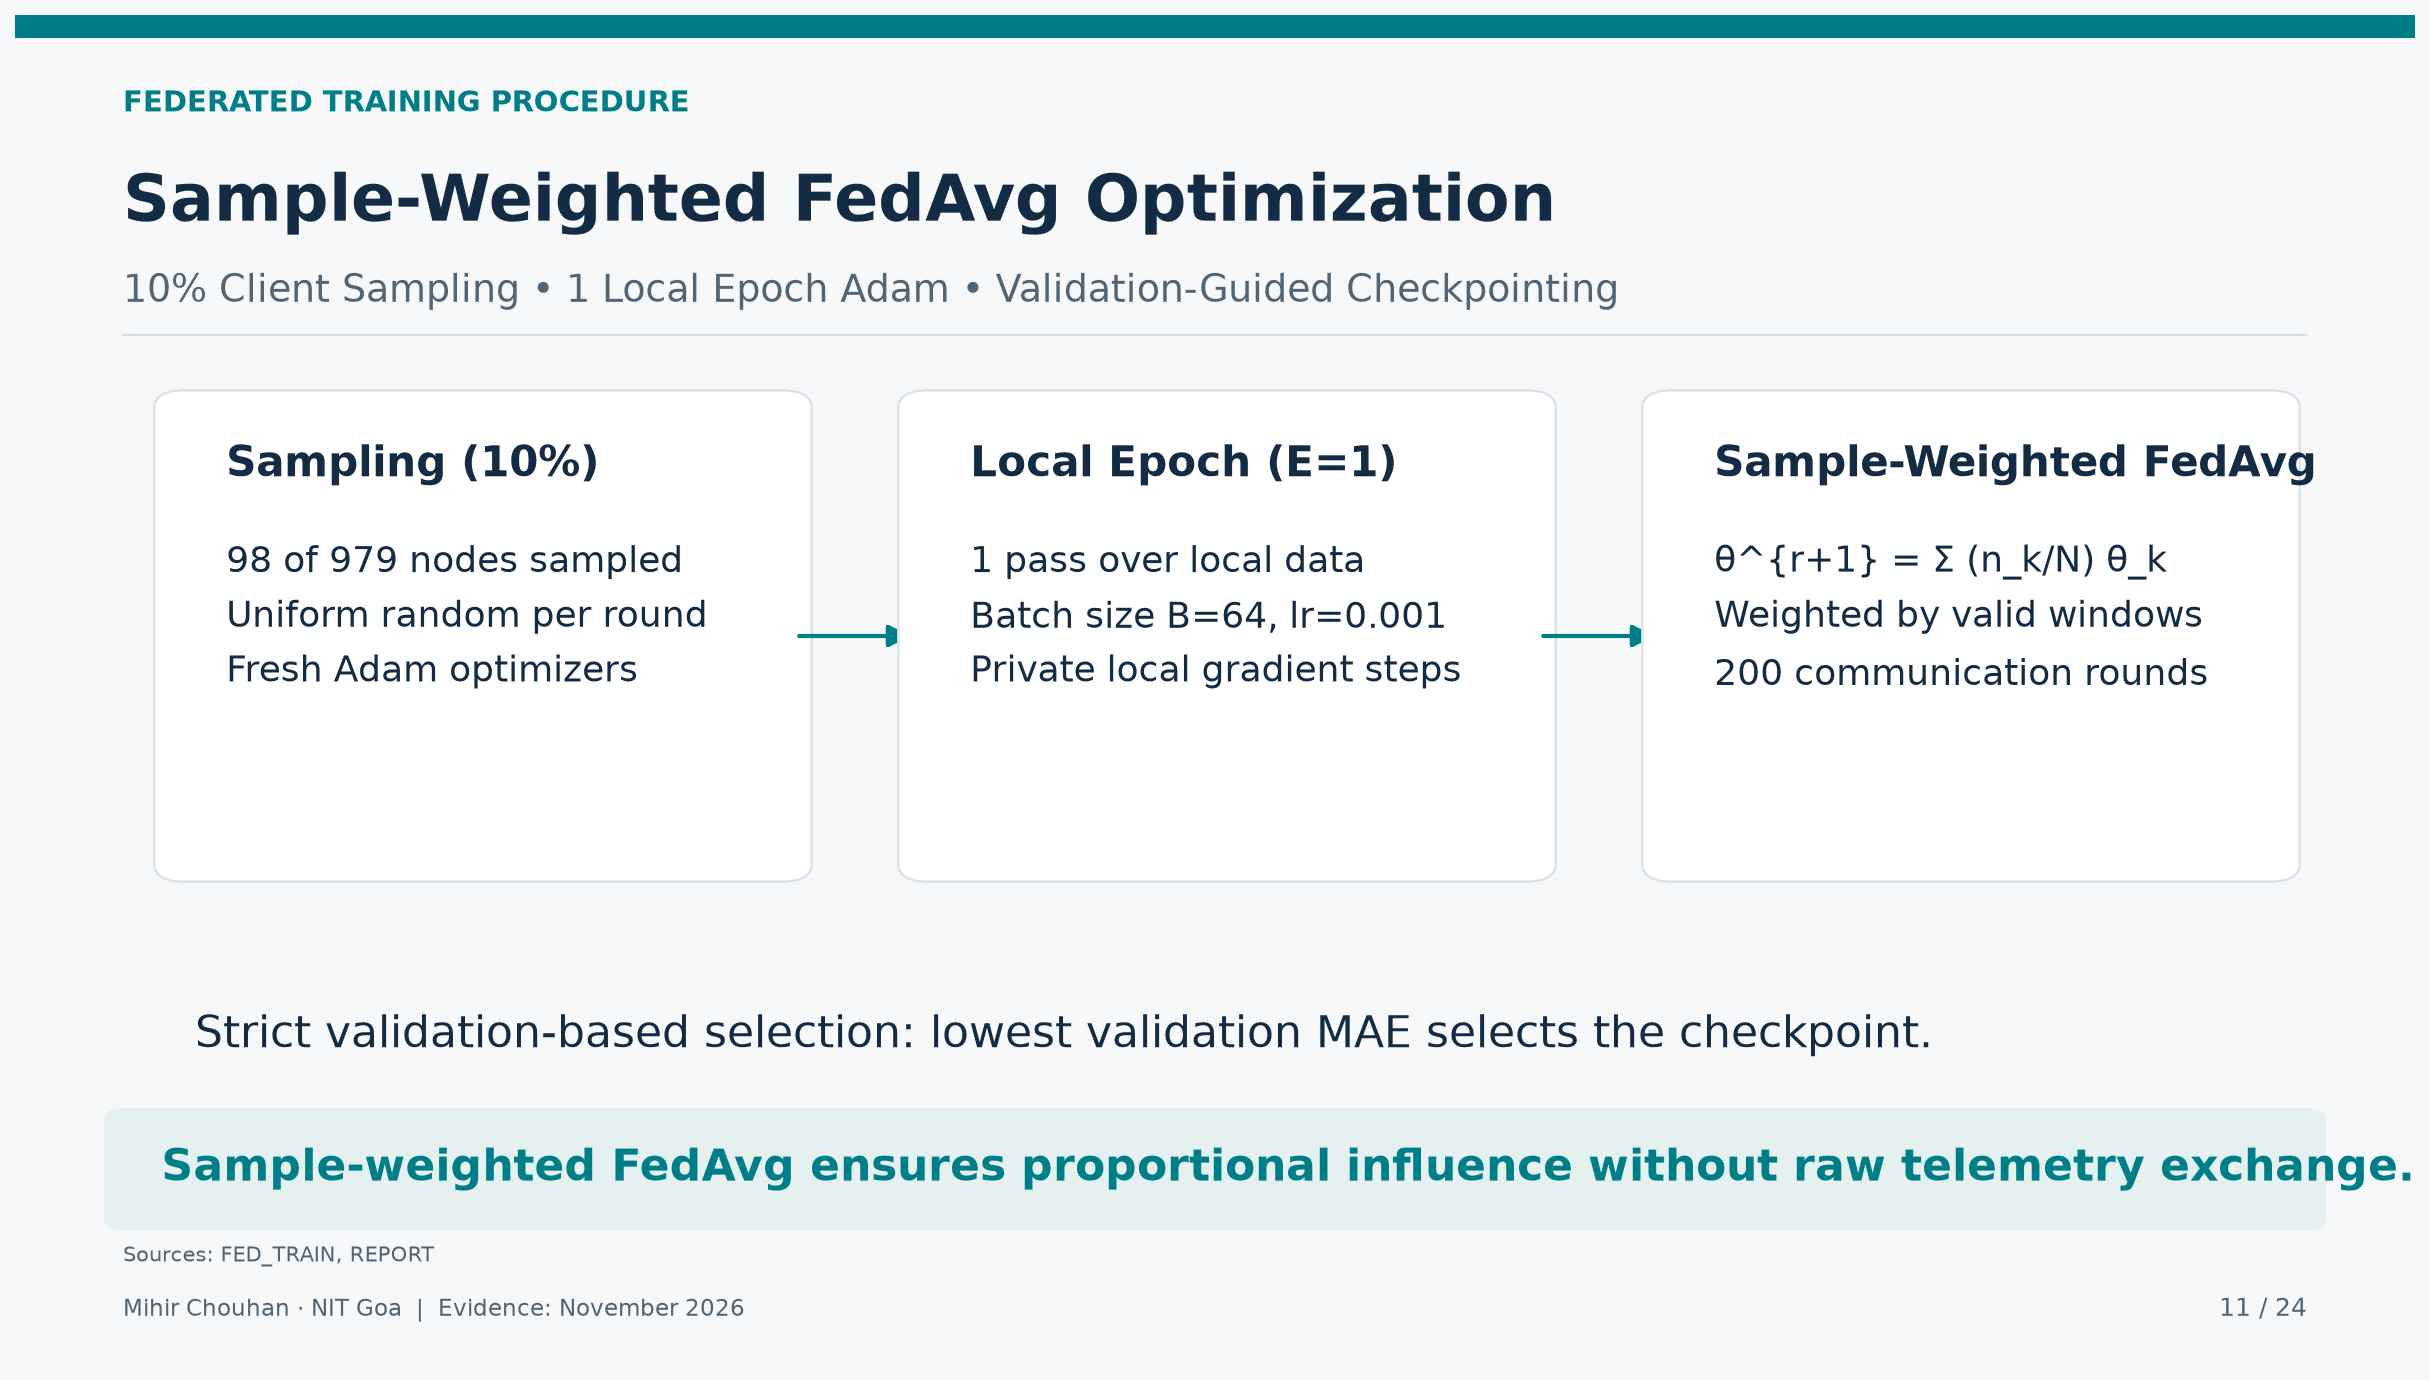 FEDERATED TRAINING PROCEDURE
Sample-Weighted FedAvg Optimization
10% Client Sampling • 1 Local Epoch Adam • Validation-Guided Checkpointing
Sampling (10%)
98 of 979 nodes sampled
Uniform random per round
Fresh Adam optimizers
Local Epoch (E=1)
1 pass over local data
Batch size B=64, lr=0.001
Private local gradient steps
Sample-Weighted FedAvg
θ^{r+1} = Σ (n_k/N) θ_k
Weighted by valid windows
200 communication rounds
Strict validation-based selection: lowest validation MAE selects the checkpoint.
Sample-weighted FedAvg ensures proportional influence without raw telemetry exchange.
Sources: FED_TRAIN, REPORT
Mihir Chouhan · NIT Goa | Evidence: November 2026
11 / 24